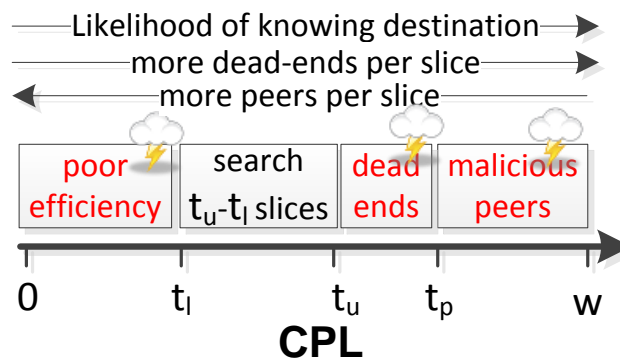 Likelihood of knowing destination
more dead-ends per slice
more peers per slice
poor efficiency
search tᵤ-tₗ slices
dead ends
malicious peers
0 tₗ tᵤ tₚ w
CPL